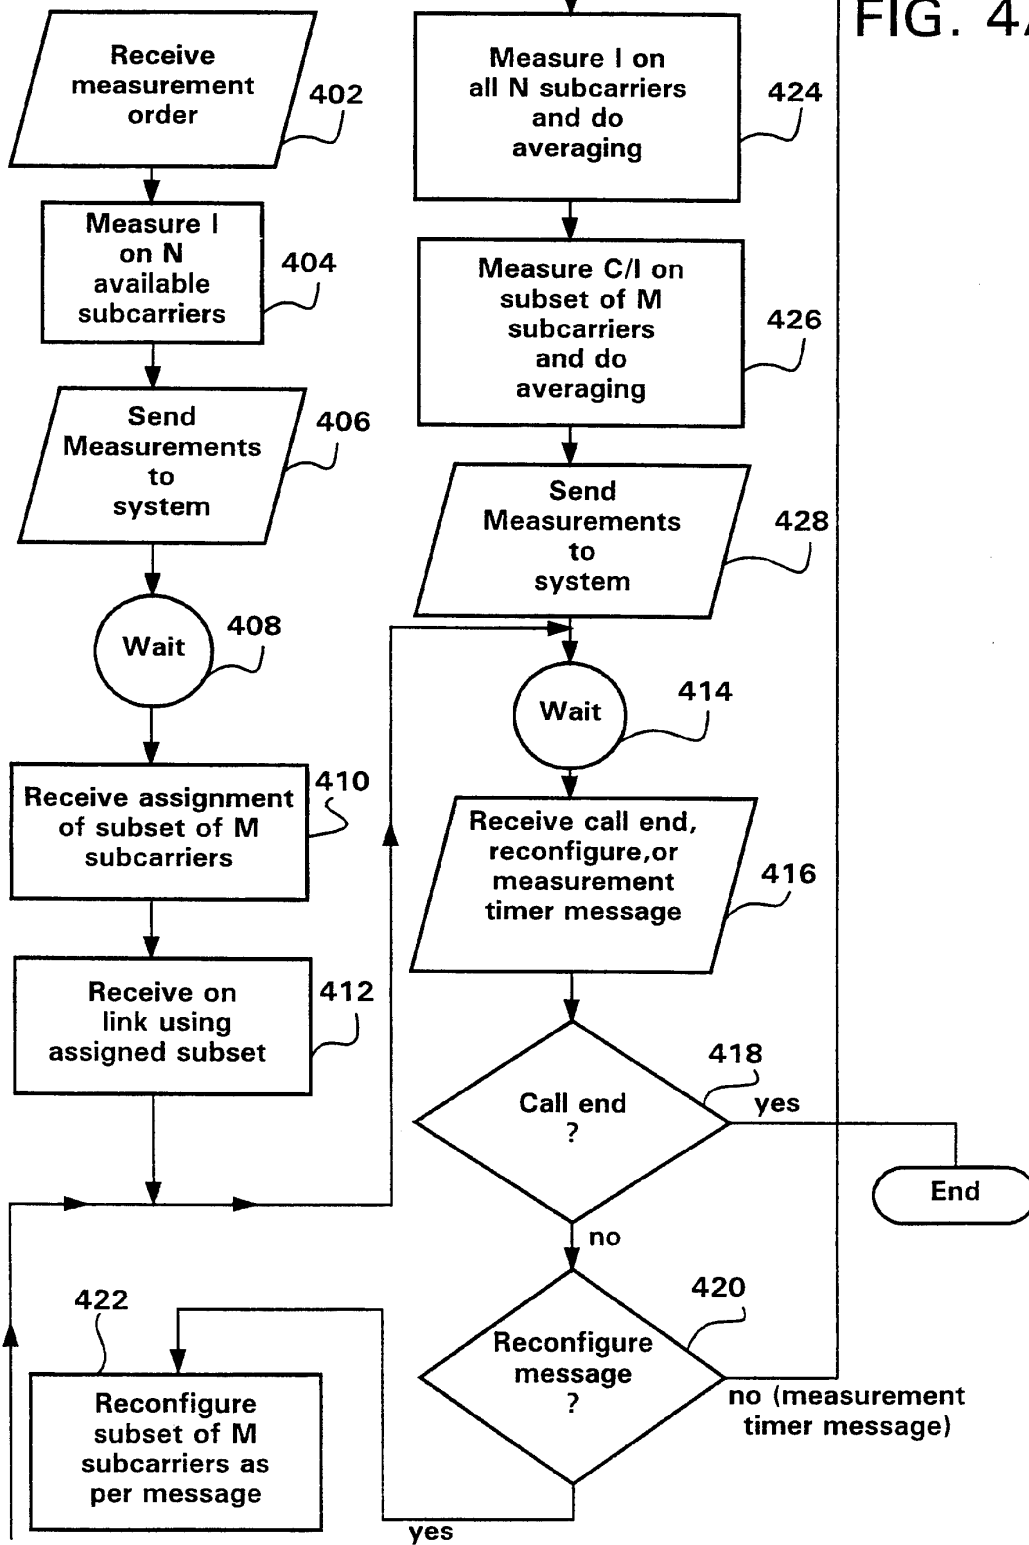 FIG. 4A
Receive
measurement
order
402
Measure I
on N
available
subcarriers
404
Send
Measurements
to
system
406
Wait
408
Receive assignment
of subset of M
subcarriers
410
Receive on
link using
assigned subset
412
422
Reconfigure
subset of M
subcarriers as
per message
Measure I on
all N subcarriers
and do
averaging
424
Measure C/I on
subset of M
subcarriers
and do
averaging
426
Send
Measurements
to
system
428
Wait
414
Receive call end,
reconfigure,or
measurement
timer message
416
Call end
?
418
yes
End
no
Reconfigure
message
?
420
no (measurement
timer message)
yes